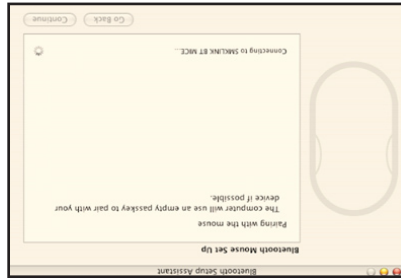 Bluetooth Setup Assistant
Bluetooth Mouse Set Up
Pairing with the mouse
The computer will use an empty passkey to pair with your
device if possible.
Connecting to SMKLINK BT MICE...
Go Back
Continue